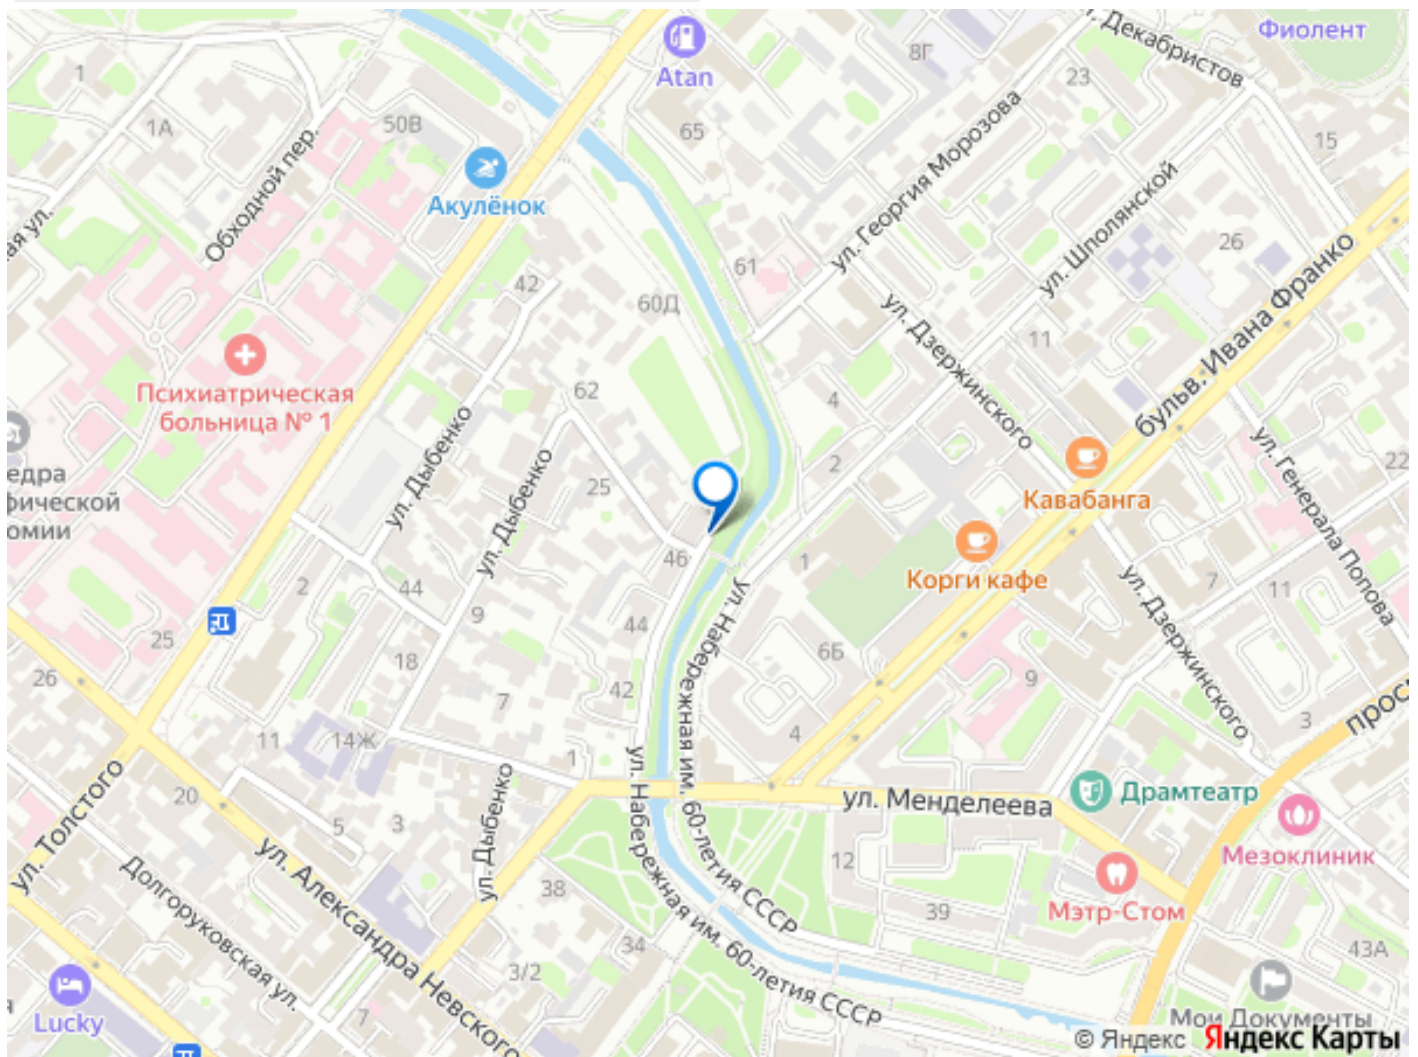 Фиолент
ул. Декабристов
8Г
23
Atan
1
1А
50В
65
15
Обходной пер.
Акулёнок
ул. Георгия Морозова
ул. Шполянской
26
ая ул.
61
42
60Д
ул. Дзержинского
11
бульв. Ивана Франко
Психиатрическая
больница № 1
62
4
едра
фической
омии
ул. Дыбенко
ул. Дыбенко
25
2
Кавабанга
ул. Генерала Попова
22
46
1
Корги кафе
2
44
9
44
ул. Дзержинского
7
11
25
18
6Б
9
26
7
42
ул. Набережная им. 60-летия СССР
3
прос
11
14Ж
1
4
ул. Толстого
20
5
3
ул. Дыбенко
ул. Набережная им. 60-летия СССР
ул. Менделеева
Драмтеатр
Мезоклиник
12
ул. Александра Невского
Долгоруковская ул.
38
39
Мэтр-Стом
34
43А
3/2
Lucky
7
Мои Документы
© Яндекс Яндекс Карты